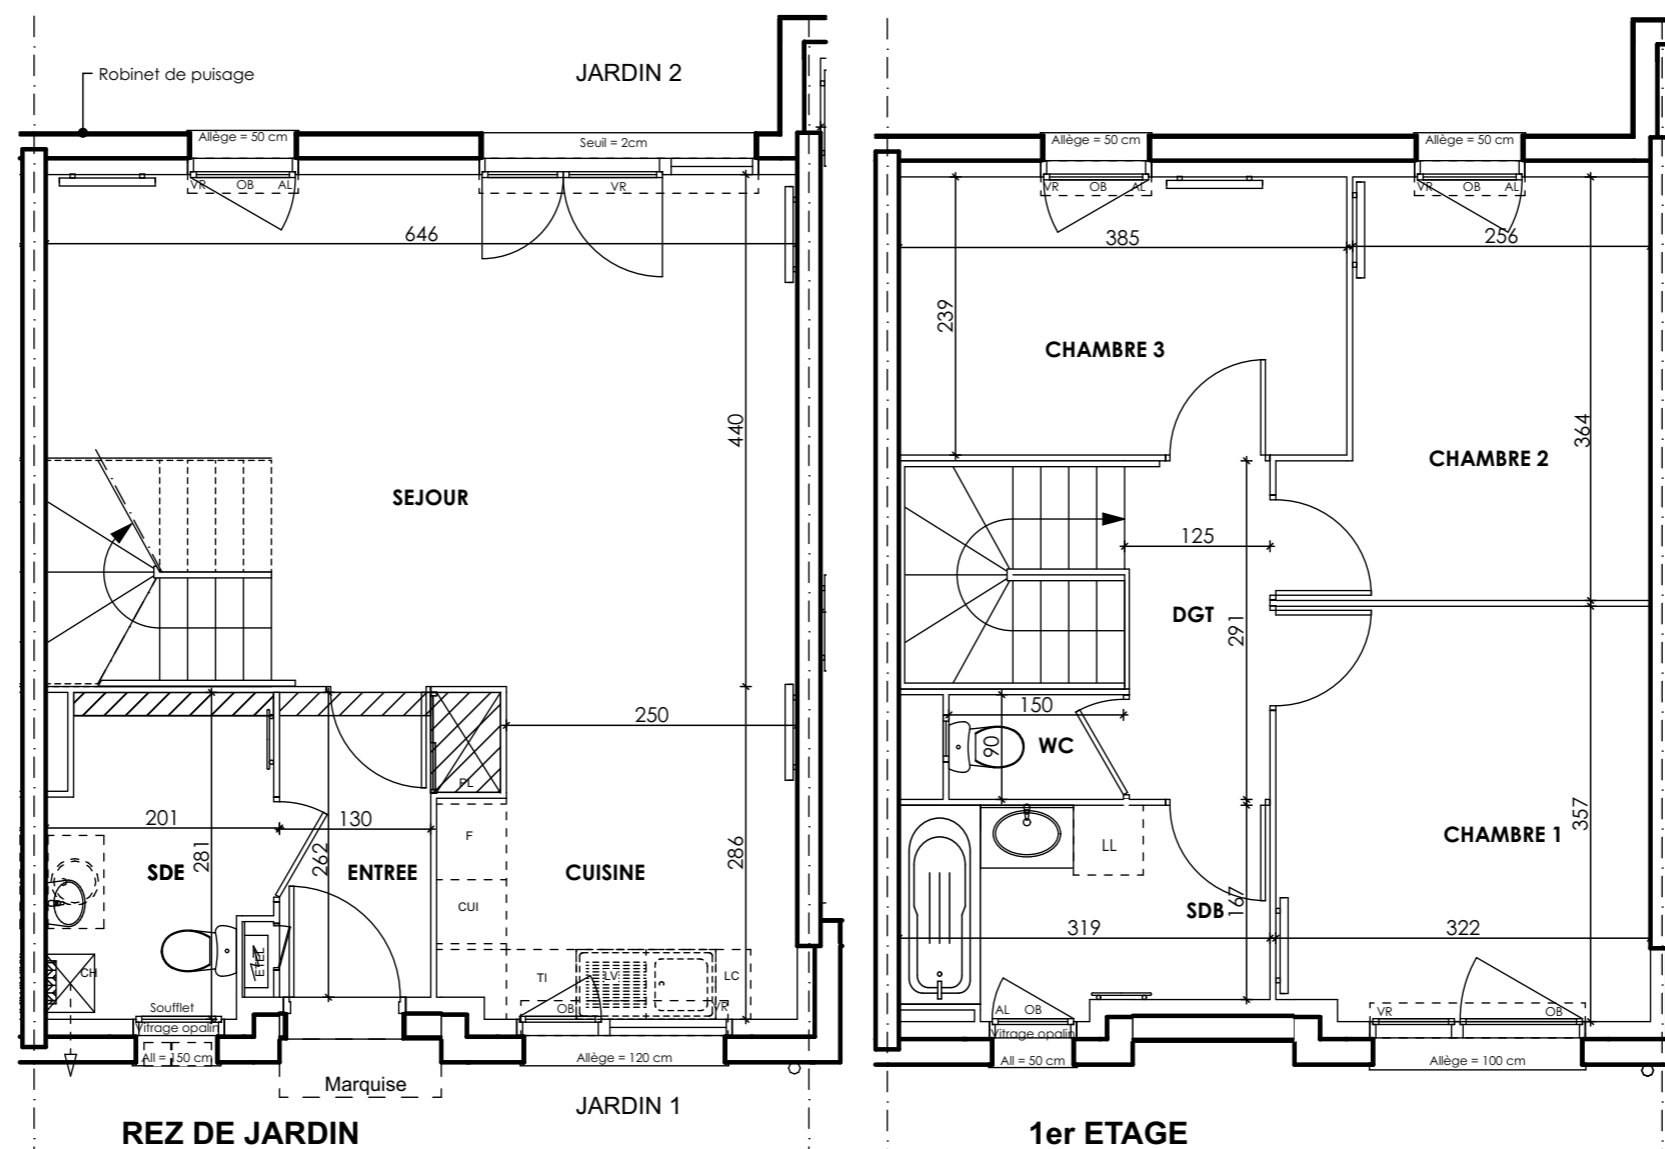 Robinet de puisage
JARDIN 2
Allège = 50 cm
Seuil = 2cm
VR OB AL
VR
646
440
SEJOUR
250
PL
201
130
281
262
286
F
SDE
ENTREE
CUISINE
CUI
ETEL
CH
TI
LV
LC
Soufflet
OB
VR
Vitrage opalin
All = 150 cm
Allège = 120 cm
Marquise
JARDIN 1
REZ DE JARDIN
Allège = 50 cm
Allège = 50 cm
VR OB AL
VR OB AL
385
256
239
CHAMBRE 3
364
CHAMBRE 2
125
DGT
291
150
90
WC
357
CHAMBRE 1
LL
167
SDB
319
322
AL OB
VR
OB
Vitrage opalin
All = 50 cm
Allège = 100 cm
1er ETAGE